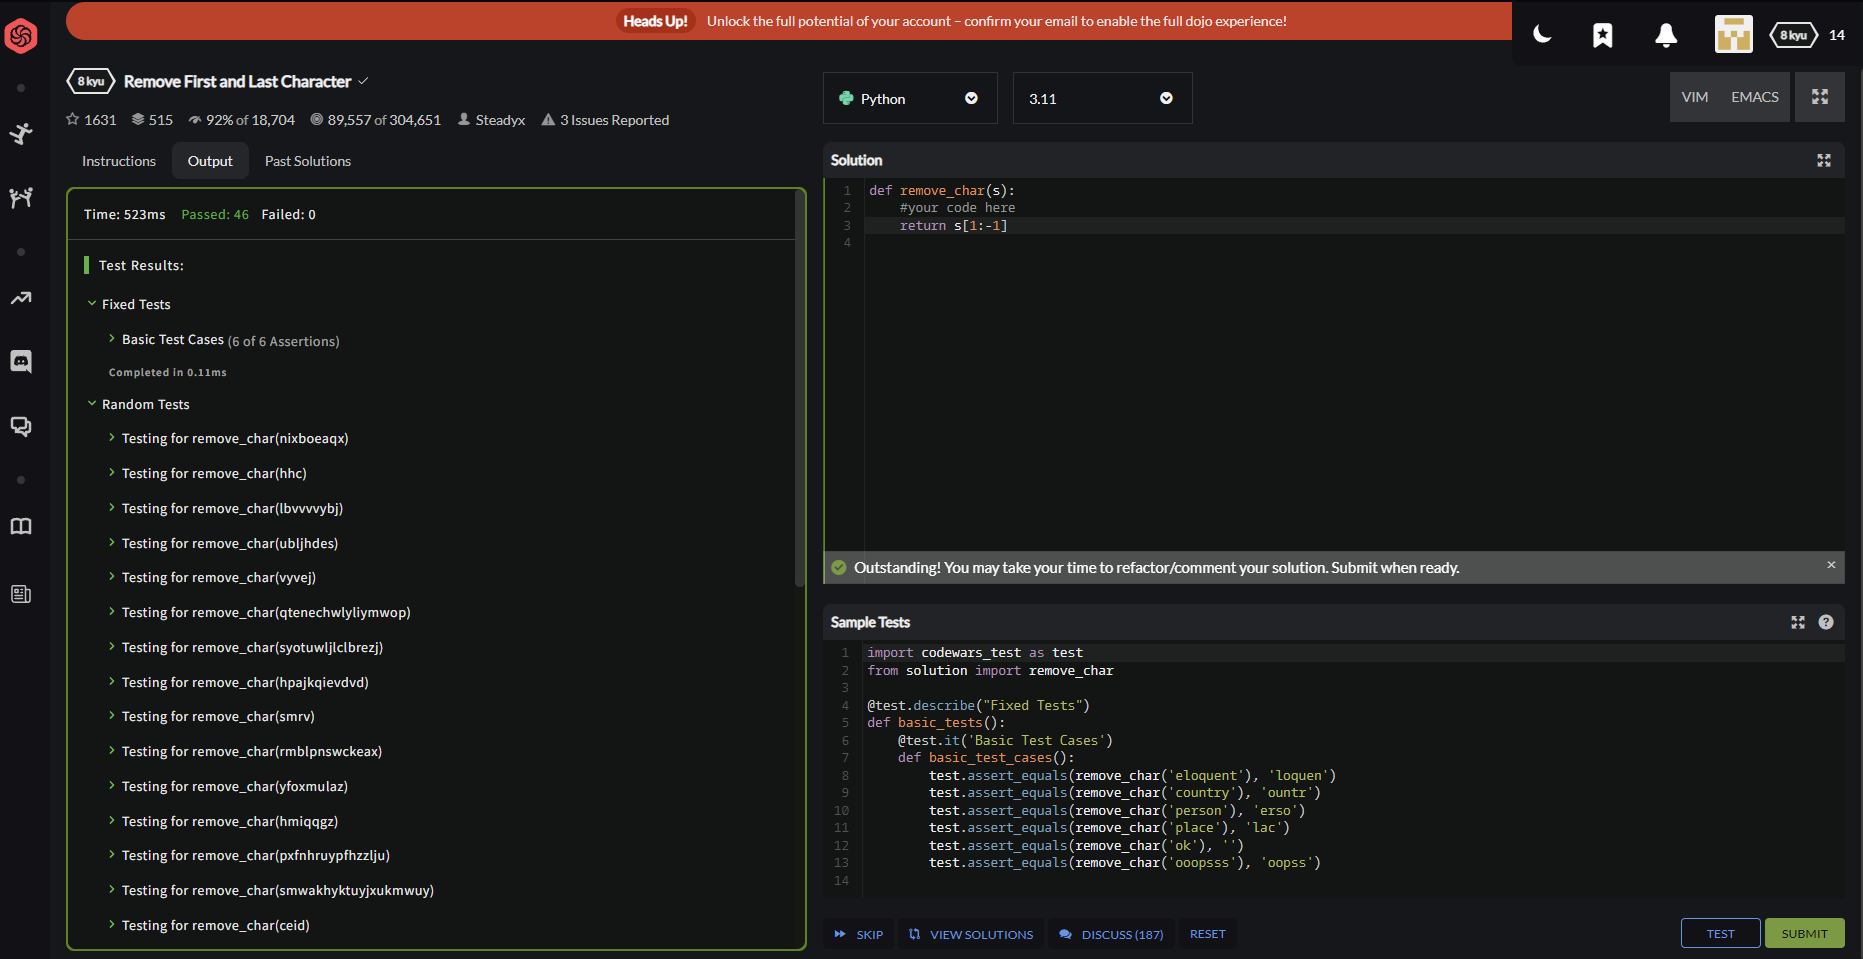 Heads Up! Unlock the full potential of your account – confirm your email to enable the full dojo experience!
8 kyu 14
8 kyu Remove First and Last Character
1631 515 92% of 18,704 89,557 of 304,651 Steadyx 3 Issues Reported
Instructions Output Past Solutions
Time: 523ms Passed: 46 Failed: 0
Test Results:
Fixed Tests
Basic Test Cases (6 of 6 Assertions)
Completed in 0.11ms
Random Tests
Testing for remove_char(nixboeaqx)
Testing for remove_char(hhc)
Testing for remove_char(lbvvvvybj)
Testing for remove_char(ubljhdes)
Testing for remove_char(vyvej)
Testing for remove_char(qtenechwlyliymwop)
Testing for remove_char(syotuwljlclbrezj)
Testing for remove_char(hpajkqievdvd)
Testing for remove_char(smrv)
Testing for remove_char(rmblpnswckeax)
Testing for remove_char(yfoxmulaz)
Testing for remove_char(hmiqqgz)
Testing for remove_char(pxfnhruypfhzzlju)
Testing for remove_char(smwakhyktuyjxukmwuy)
Testing for remove_char(ceid)
Python 3.11 VIM EMACS
Solution
1 def remove_char(s):
2     #your code here
3     return s[1:-1]
4
Outstanding! You may take your time to refactor/comment your solution. Submit when ready. ×
Sample Tests ?
1 import codewars_test as test
2 from solution import remove_char
3
4 @test.describe("Fixed Tests")
5 def basic_tests():
6     @test.it('Basic Test Cases')
7     def basic_test_cases():
8         test.assert_equals(remove_char('eloquent'), 'loquen')
9         test.assert_equals(remove_char('country'), 'ountr')
10         test.assert_equals(remove_char('person'), 'erso')
11         test.assert_equals(remove_char('place'), 'lac')
12         test.assert_equals(remove_char('ok'), '')
13         test.assert_equals(remove_char('ooopsss'), 'oopss')
14
SKIP VIEW SOLUTIONS DISCUSS (187) RESET TEST SUBMIT